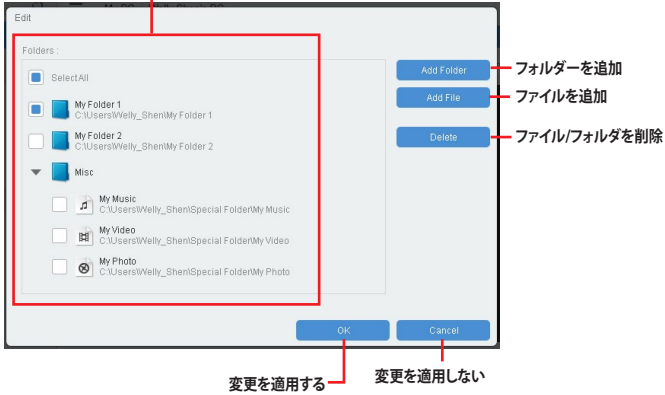 Edit
Folders :
SelectAll
My Folder 1
C:\Users\Welly_Shen\My Folder 1
My Folder 2
C:\Users\Welly_Shen\My Folder 2
Misc
My Music
C:\Users\Welly_Shen\Special Folder\My Music
My Video
C:\Users\Welly_Shen\Special Folder\My Video
My Photo
C:\Users\Welly_Shen\Special Folder\My Photo
Add Folder
フォルダーを追加
Add File
ファイルを追加
Delete
ファイル/フォルダを削除
OK
Cancel
変更を適用する
変更を適用しない